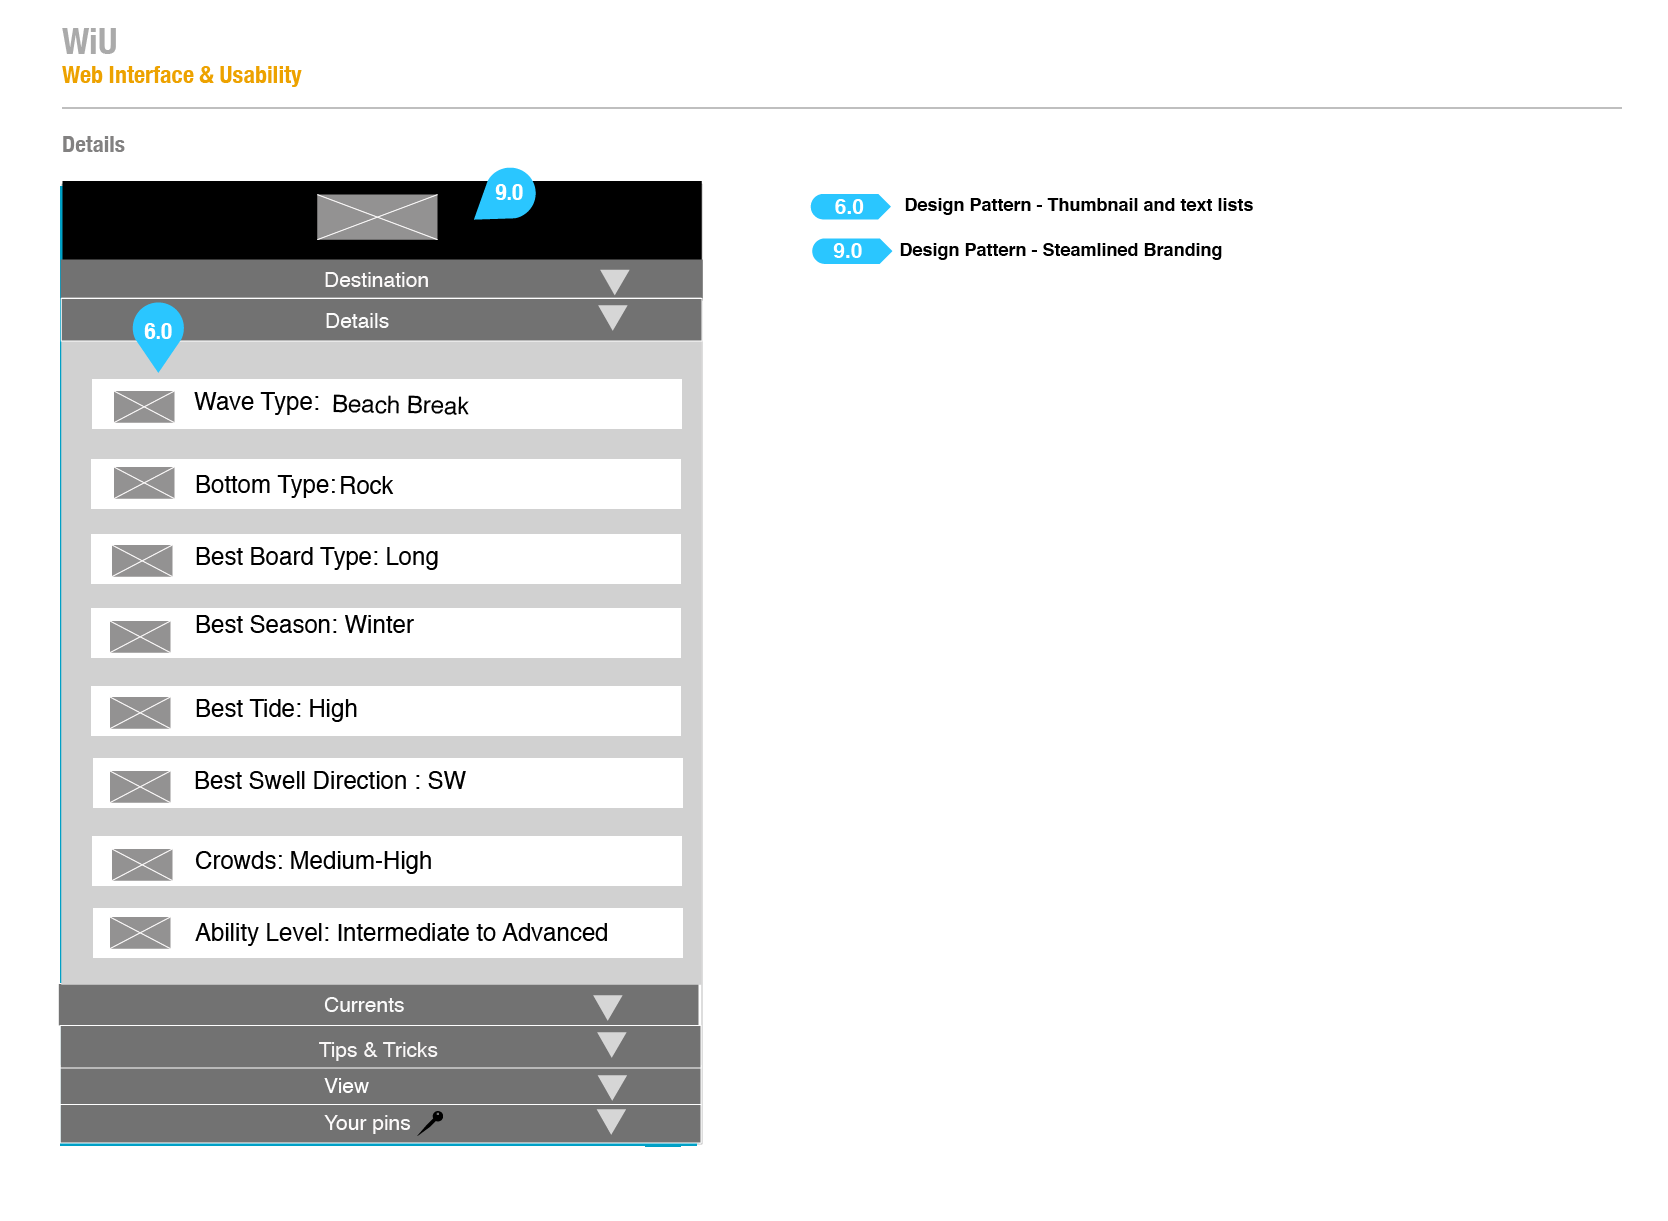 WiU
Web Interface & Usability
Details
9.0
Destination
Details
6.0
Wave Type: Beach Break
Bottom Type: Rock
Best Board Type: Long
Best Season: Winter
Best Tide: High
Best Swell Direction : SW
Crowds: Medium-High
Ability Level: Intermediate to Advanced
Currents
Tips & Tricks
View
Your pins
6.0 Design Pattern - Thumbnail and text lists
9.0 Design Pattern - Steamlined Branding